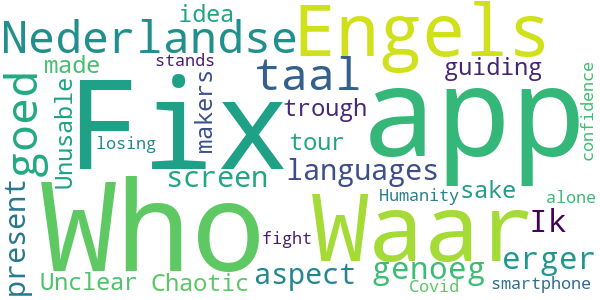 idea
Nederlandse Engels
made stands guiding
goed Unusable makers taal app confidence
Fix trough
losing tour
screen languages
present Who Waar Humanity sake alone
Ik
fight erger
Unclear Chaotic aspect genoeg
Covid smartphone